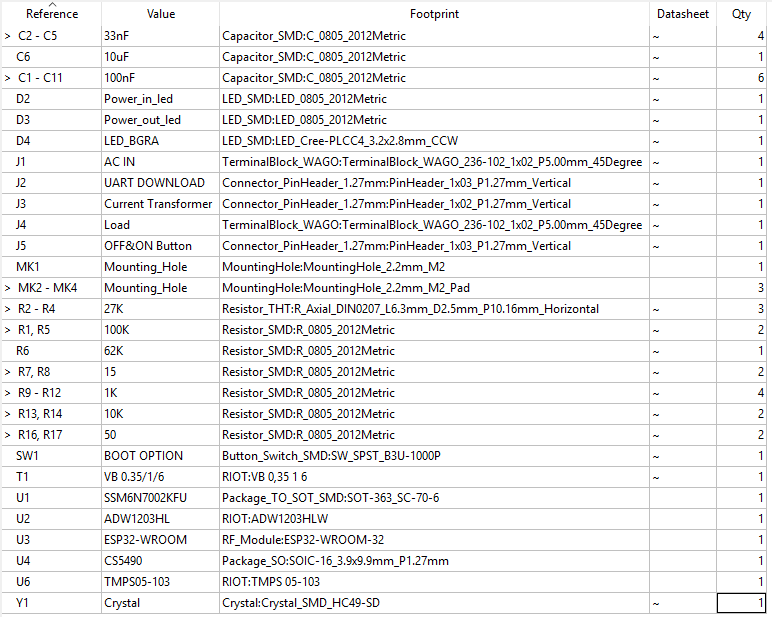 Reference Value Footprint Datasheet Qty
> C2 - C5 33nF Capacitor_SMD:C_0805_2012Metric ~ 4
C6 10uF Capacitor_SMD:C_0805_2012Metric ~ 1
> C1 - C11 100nF Capacitor_SMD:C_0805_2012Metric ~ 6
D2 Power_in_led LED_SMD:LED_0805_2012Metric ~ 1
D3 Power_out_led LED_SMD:LED_0805_2012Metric ~ 1
D4 LED_BGRA LED_SMD:LED_Cree-PLCC4_3.2x2.8mm_CCW ~ 1
J1 AC IN TerminalBlock_WAGO:TerminalBlock_WAGO_236-102_1x02_P5.00mm_45Degree ~ 1
J2 UART DOWNLOAD Connector_PinHeader_1.27mm:PinHeader_1x03_P1.27mm_Vertical ~ 1
J3 Current Transformer Connector_PinHeader_1.27mm:PinHeader_1x02_P1.27mm_Vertical ~ 1
J4 Load TerminalBlock_WAGO:TerminalBlock_WAGO_236-102_1x02_P5.00mm_45Degree ~ 1
J5 OFF&ON Button Connector_PinHeader_1.27mm:PinHeader_1x03_P1.27mm_Vertical ~ 1
MK1 Mounting_Hole MountingHole:MountingHole_2.2mm_M2 1
> MK2 - MK4 Mounting_Hole MountingHole:MountingHole_2.2mm_M2_Pad 3
> R2 - R4 27K Resistor_THT:R_Axial_DIN0207_L6.3mm_D2.5mm_P10.16mm_Horizontal ~ 3
> R1, R5 100K Resistor_SMD:R_0805_2012Metric ~ 2
R6 62K Resistor_SMD:R_0805_2012Metric ~ 1
> R7, R8 15 Resistor_SMD:R_0805_2012Metric ~ 2
> R9 - R12 1K Resistor_SMD:R_0805_2012Metric ~ 4
> R13, R14 10K Resistor_SMD:R_0805_2012Metric ~ 2
> R16, R17 50 Resistor_SMD:R_0805_2012Metric ~ 2
SW1 BOOT OPTION Button_Switch_SMD:SW_SPST_B3U-1000P ~ 1
T1 VB 0.35/1/6 RIOT:VB 0,35 1 6 ~ 1
U1 SSM6N7002KFU Package_TO_SOT_SMD:SOT-363_SC-70-6 1
U2 ADW1203HL RIOT:ADW1203HLW 1
U3 ESP32-WROOM RF_Module:ESP32-WROOM-32 1
U4 CS5490 Package_SO:SOIC-16_3.9x9.9mm_P1.27mm 1
U6 TMPS05-103 RIOT:TMPS 05-103 1
Y1 Crystal Crystal:Crystal_SMD_HC49-SD ~ 1